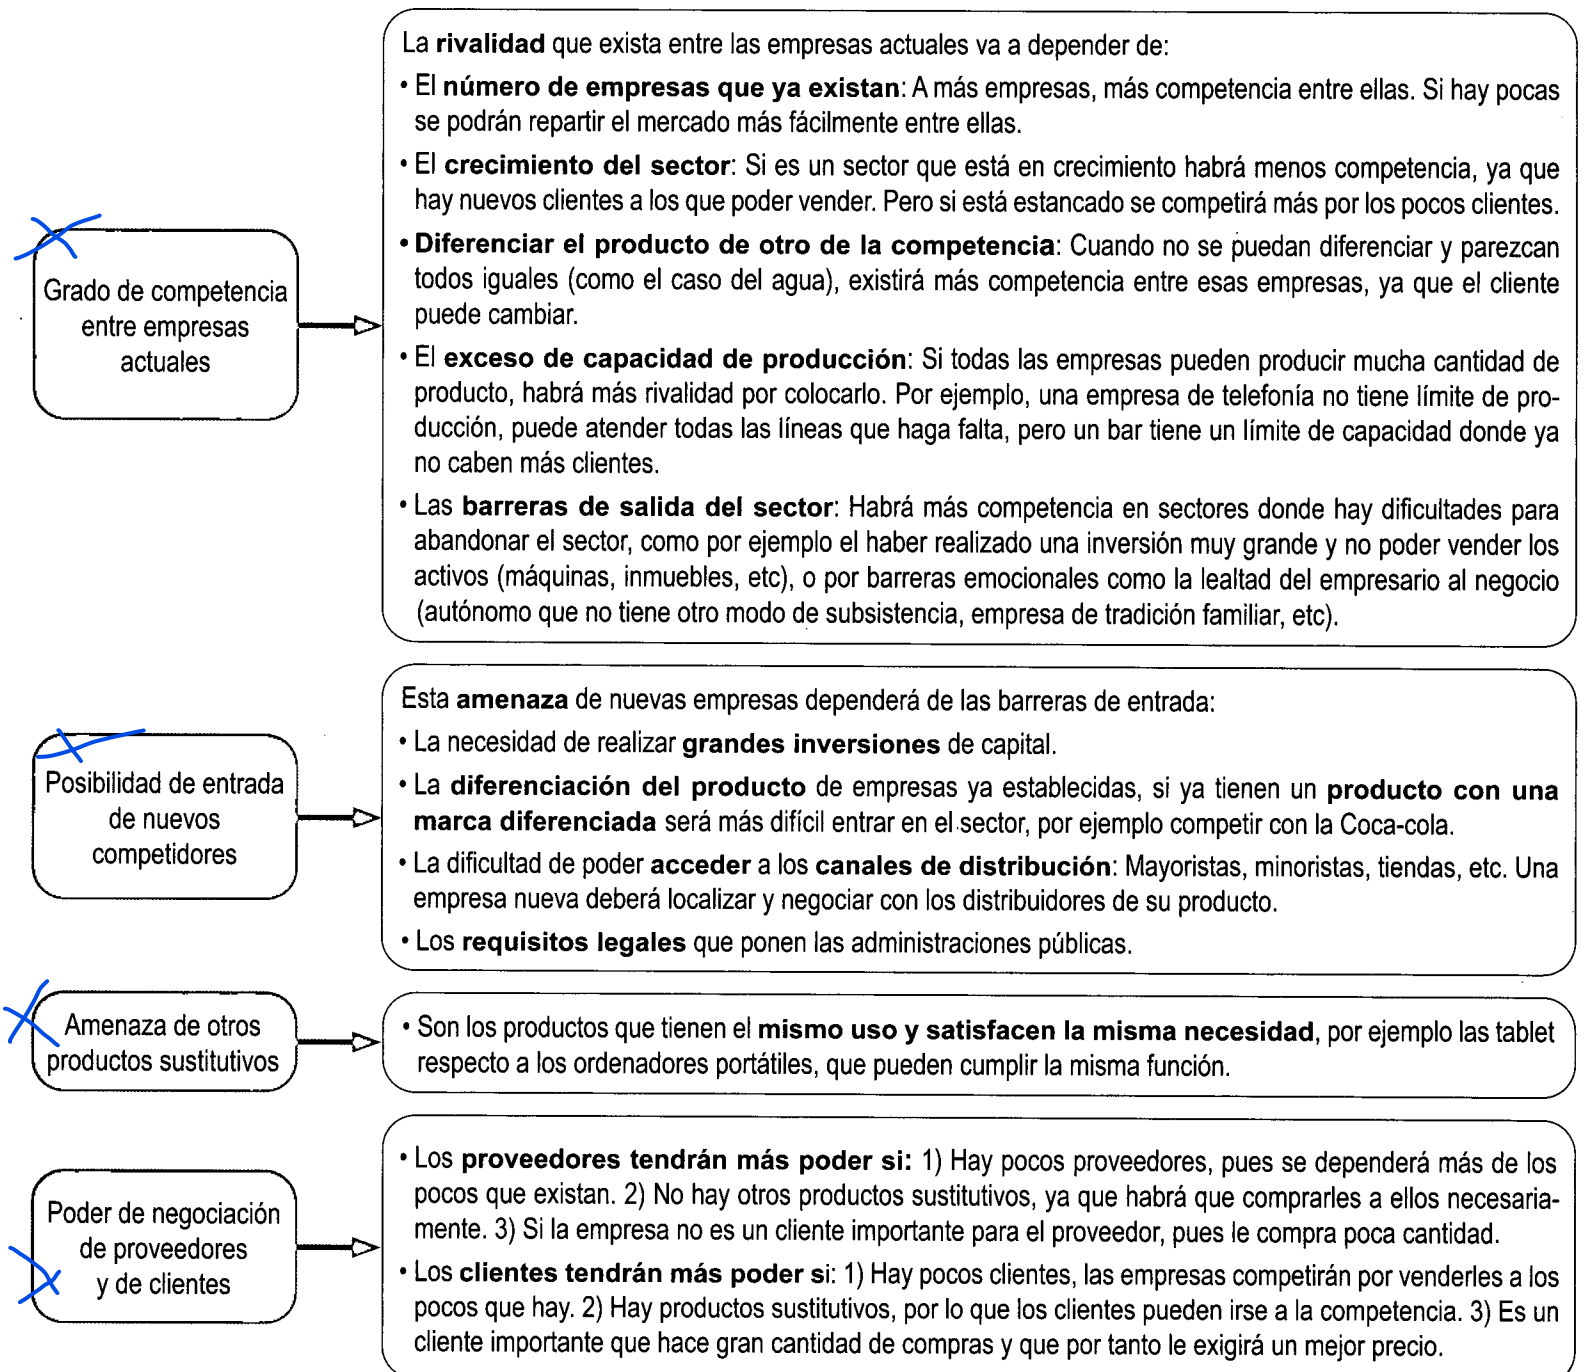 La rivalidad que exista entre las empresas actuales va a depender de:
• El número de empresas que ya existan: A más empresas, más competencia entre ellas. Si hay pocas
se podrán repartir el mercado más fácilmente entre ellas.
• El crecimiento del sector: Si es un sector que está en crecimiento habrá menos competencia, ya que
hay nuevos clientes a los que poder vender. Pero si está estancado se competirá más por los pocos clientes.
• Diferenciar el producto de otro de la competencia: Cuando no se puedan diferenciar y parezcan
todos iguales (como el caso del agua), existirá más competencia entre esas empresas, ya que el cliente
puede cambiar.
• El exceso de capacidad de producción: Si todas las empresas pueden producir mucha cantidad de
producto, habrá más rivalidad por colocarlo. Por ejemplo, una empresa de telefonía no tiene límite de pro-
ducción, puede atender todas las líneas que haga falta, pero un bar tiene un límite de capacidad donde ya
no caben más clientes.
• Las barreras de salida del sector: Habrá más competencia en sectores donde hay dificultades para
abandonar el sector, como por ejemplo el haber realizado una inversión muy grande y no poder vender los
activos (máquinas, inmuebles, etc), o por barreras emocionales como la lealtad del empresario al negocio
(autónomo que no tiene otro modo de subsistencia, empresa de tradición familiar, etc).
Grado de competencia
entre empresas
actuales
Esta amenaza de nuevas empresas dependerá de las barreras de entrada:
• La necesidad de realizar grandes inversiones de capital.
• La diferenciación del producto de empresas ya establecidas, si ya tienen un producto con una
marca diferenciada será más difícil entrar en el sector, por ejemplo competir con la Coca-cola.
• La dificultad de poder acceder a los canales de distribución: Mayoristas, minoristas, tiendas, etc. Una
empresa nueva deberá localizar y negociar con los distribuidores de su producto.
• Los requisitos legales que ponen las administraciones públicas.
Posibilidad de entrada
de nuevos
competidores
Amenaza de otros
productos sustitutivos
• Son los productos que tienen el mismo uso y satisfacen la misma necesidad, por ejemplo las tablet
respecto a los ordenadores portátiles, que pueden cumplir la misma función.
Poder de negociación
de proveedores
y de clientes
• Los proveedores tendrán más poder si: 1) Hay pocos proveedores, pues se dependerá más de los
pocos que existan. 2) No hay otros productos sustitutivos, ya que habrá que comprarles a ellos necesaria-
mente. 3) Si la empresa no es un cliente importante para el proveedor, pues le compra poca cantidad.
• Los clientes tendrán más poder si: 1) Hay pocos clientes, las empresas competirán por venderles a los
pocos que hay. 2) Hay productos sustitutivos, por lo que los clientes pueden irse a la competencia. 3) Es un
cliente importante que hace gran cantidad de compras y que por tanto le exigirá un mejor precio.